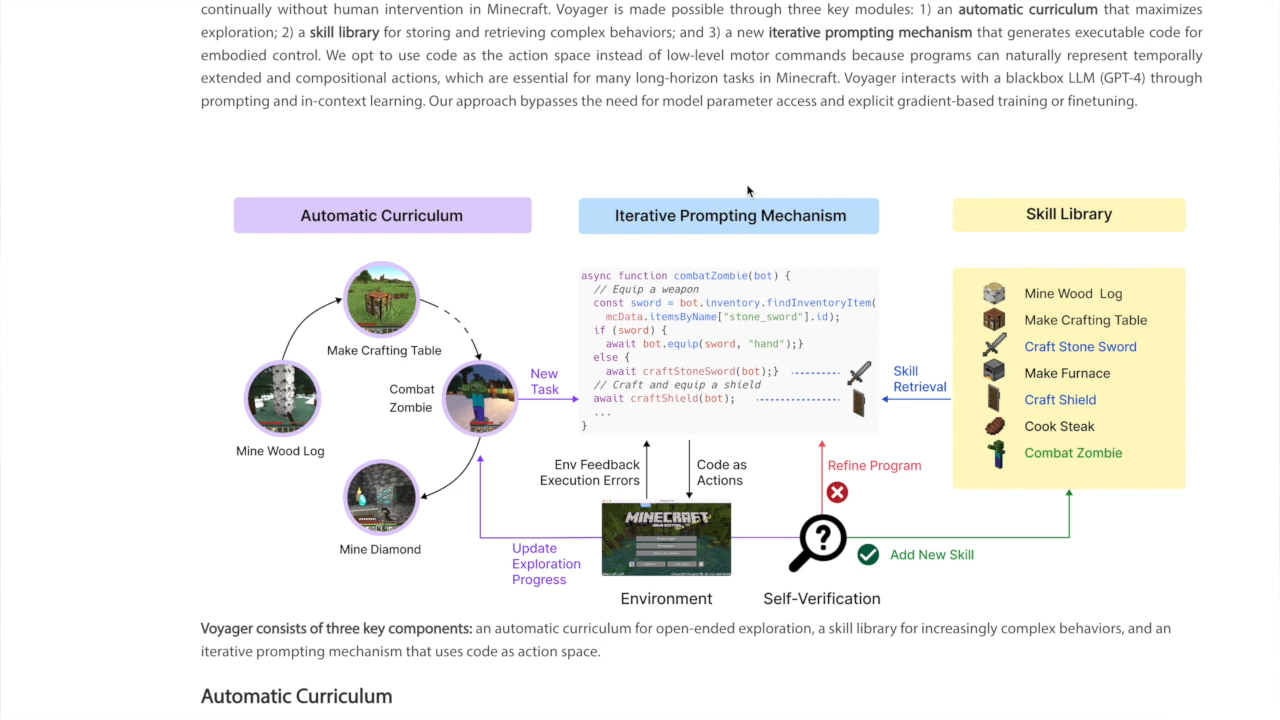 continually without human intervention in Minecraft. Voyager is made possible through three key modules: 1) an automatic curriculum that maximizes
exploration; 2) a skill library for storing and retrieving complex behaviors; and 3) a new iterative prompting mechanism that generates executable code for
embodied control. We opt to use code as the action space instead of low-level motor commands because programs can naturally represent temporally
extended and compositional actions, which are essential for many long-horizon tasks in Minecraft. Voyager interacts with a blackbox LLM (GPT-4) through
prompting and in-context learning. Our approach bypasses the need for model parameter access and explicit gradient-based training or finetuning.
Automatic Curriculum
Make Crafting Table
Combat
Zombie
Mine Wood Log
Mine Diamond
New
Task
Update
Exploration
Progress
Iterative Prompting Mechanism
async function combatZombie(bot) {
// Equip a weapon
const sword = bot.inventory.findInventoryItem(
mcData.itemsByName["stone_sword"].id);
if (sword) {
await bot.equip(sword, "hand");}
else {
await craftStoneSword(bot);}
// Craft and equip a shield
await craftShield(bot);
...
}
Env Feedback
Execution Errors
Code as
Actions
Refine Program
MINECRAFT
Environment
?
Self-Verification
Add New Skill
Skill
Retrieval
Skill Library
Mine Wood Log
Make Crafting Table
Craft Stone Sword
Make Furnace
Craft Shield
Cook Steak
Combat Zombie
Voyager consists of three key components: an automatic curriculum for open-ended exploration, a skill library for increasingly complex behaviors, and an
iterative prompting mechanism that uses code as action space.
Automatic Curriculum